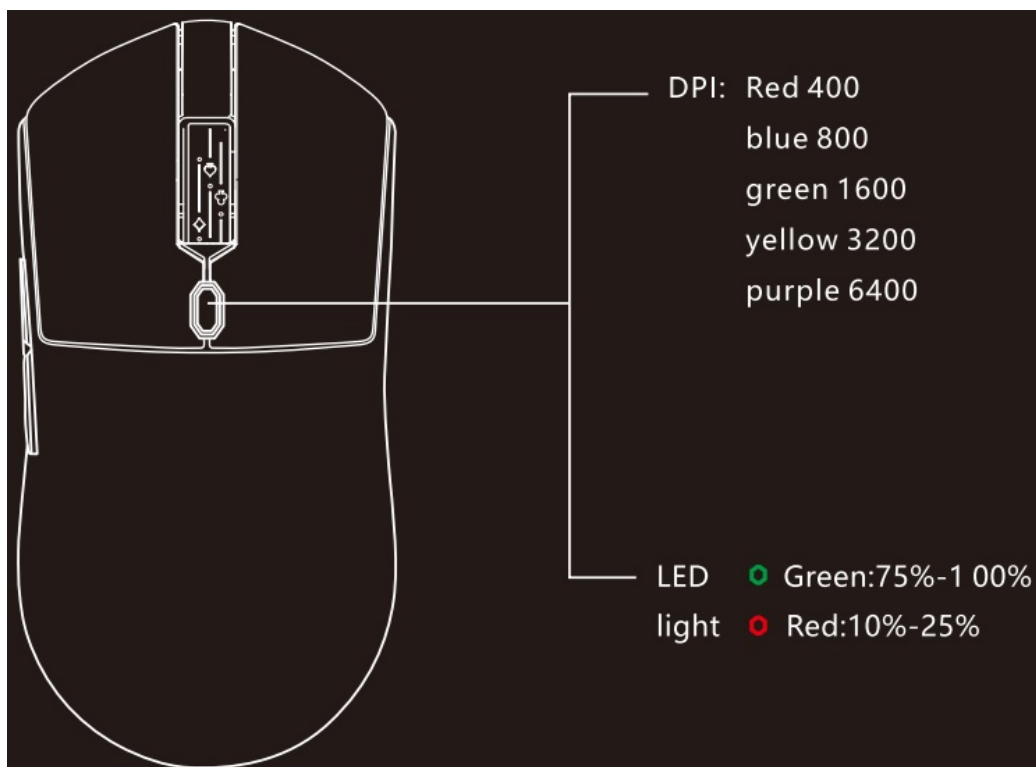 DPI: Red 400
blue 800
green 1600
yellow 3200
purple 6400
LED Green:75%-1 00%
light Red:10%-25%